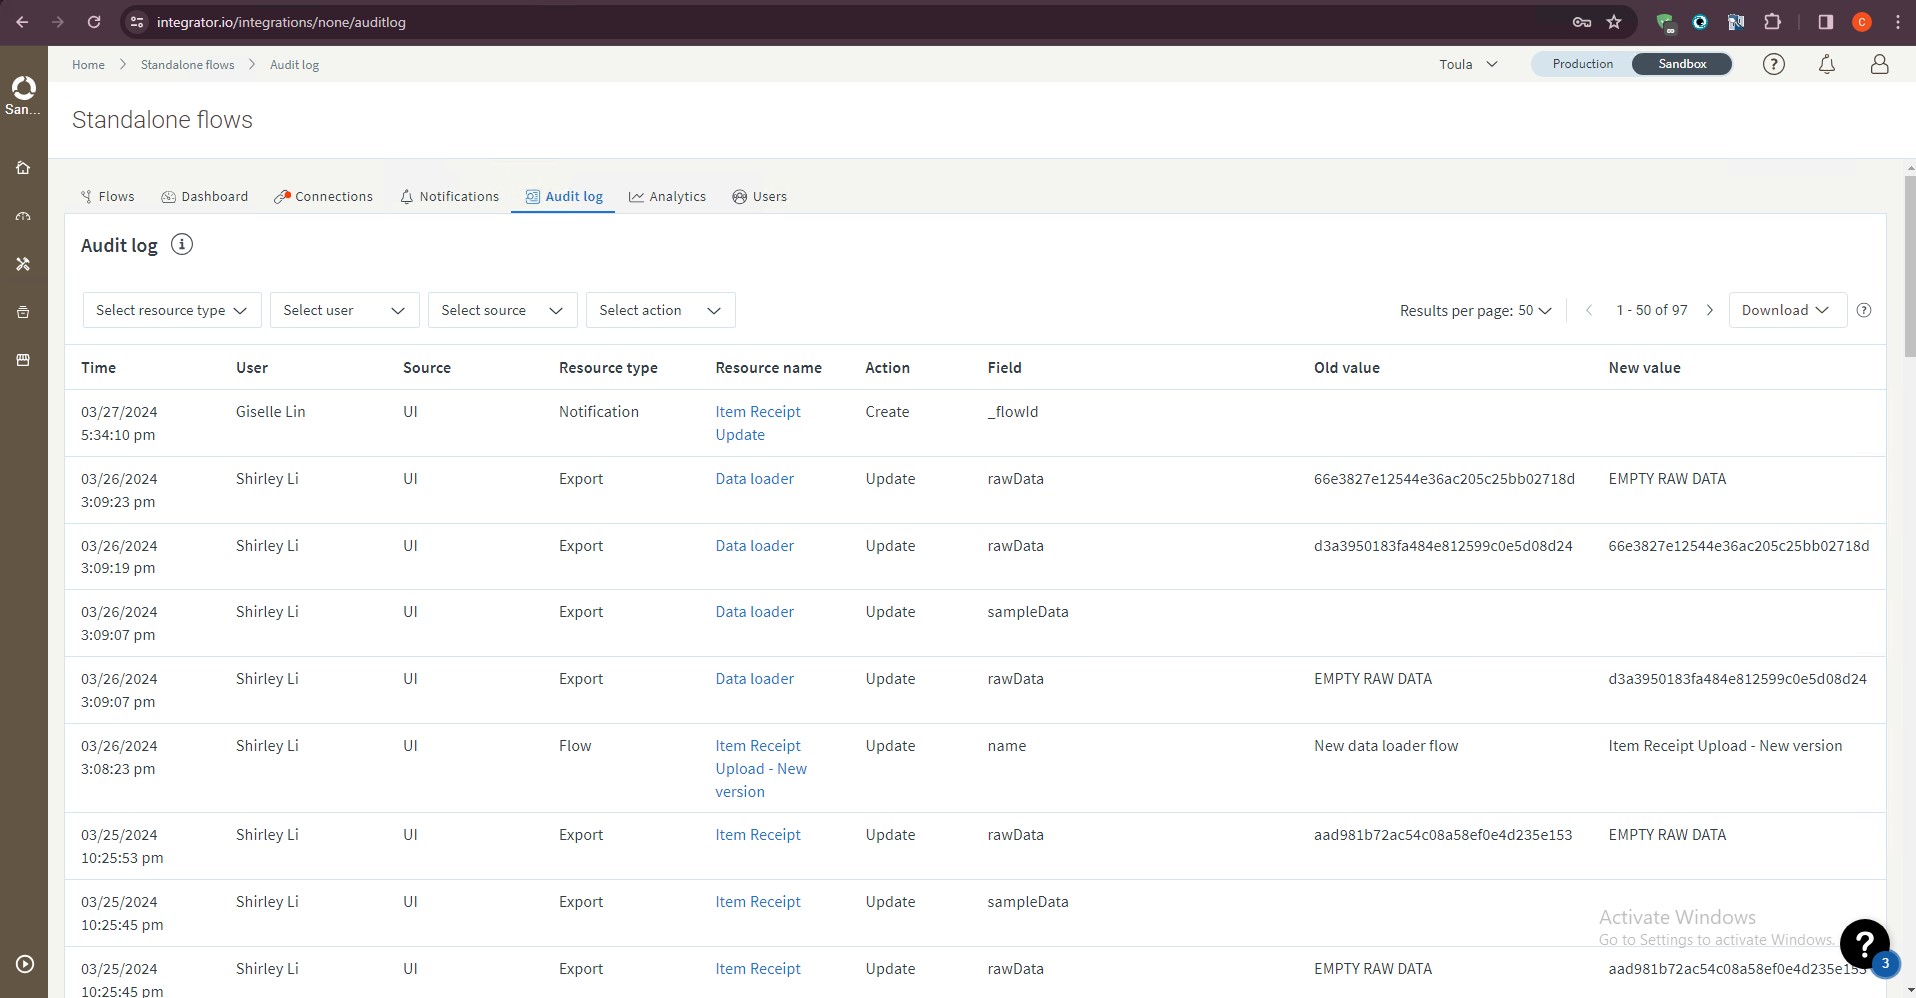 integrator.io/integrations/none/auditlog
C
San...
Home
Standalone flows
Audit log
Toula
Production
Sandbox
?
Standalone flows
Flows
Dashboard
Connections
Notifications
Audit log
Analytics
Users
Audit log
Select resource type
Select user
Select source
Select action
Results per page: 50
1 - 50 of 97
Download
?
Time User Source Resource type Resource name Action Field Old value New value
03/27/2024 Giselle Lin UI Notification Item Receipt Create _flowId
5:34:10 pm Update
03/26/2024 Shirley Li UI Export Data loader Update rawData 66e3827e12544e36ac205c25bb02718d EMPTY RAW DATA
3:09:23 pm
03/26/2024 Shirley Li UI Export Data loader Update rawData d3a3950183fa484e812599c0e5d08d24 66e3827e12544e36ac205c25bb02718d
3:09:19 pm
03/26/2024 Shirley Li UI Export Data loader Update sampleData
3:09:07 pm
03/26/2024 Shirley Li UI Export Data loader Update rawData EMPTY RAW DATA d3a3950183fa484e812599c0e5d08d24
3:09:07 pm
03/26/2024 Shirley Li UI Flow Item Receipt Update name New data loader flow Item Receipt Upload - New version
3:08:23 pm Upload - New
version
03/25/2024 Shirley Li UI Export Item Receipt Update rawData aad981b72ac54c08a58ef0e4d235e153 EMPTY RAW DATA
10:25:53 pm
03/25/2024 Shirley Li UI Export Item Receipt Update sampleData
10:25:45 pm
Activate Windows
Go to Settings to activate Windows.
?
3
03/25/2024 Shirley Li UI Export Item Receipt Update rawData EMPTY RAW DATA aad981b72ac54c08a58ef0e4d235e153
10:25:45 pm